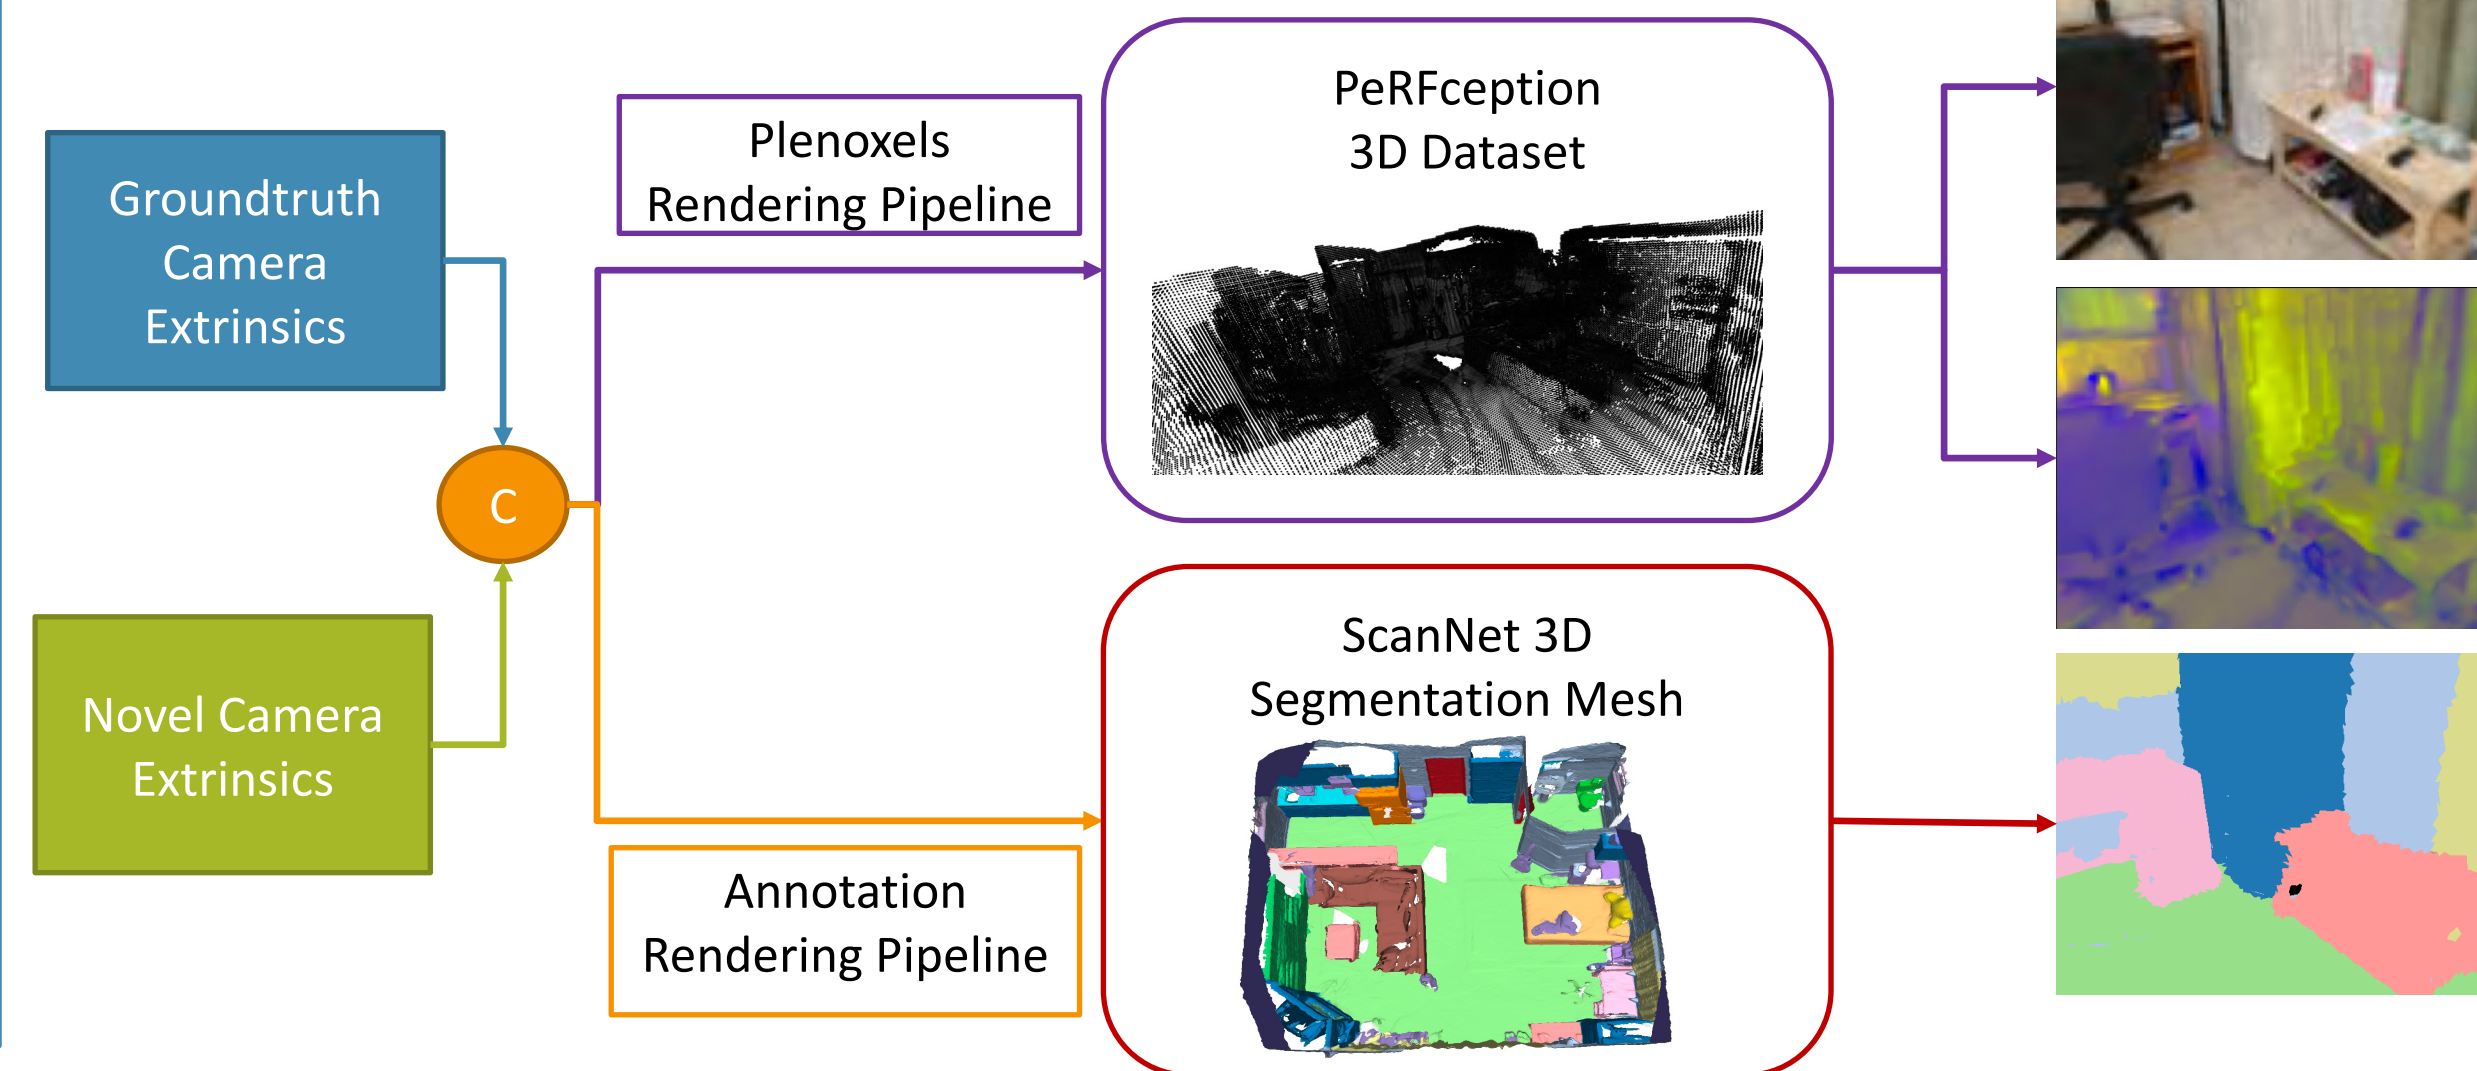 Groundtruth
Camera
Extrinsics
C
Novel Camera
Extrinsics
Plenoxels
Rendering Pipeline
Annotation
Rendering Pipeline
PeRFception
3D Dataset
ScanNet 3D
Segmentation Mesh